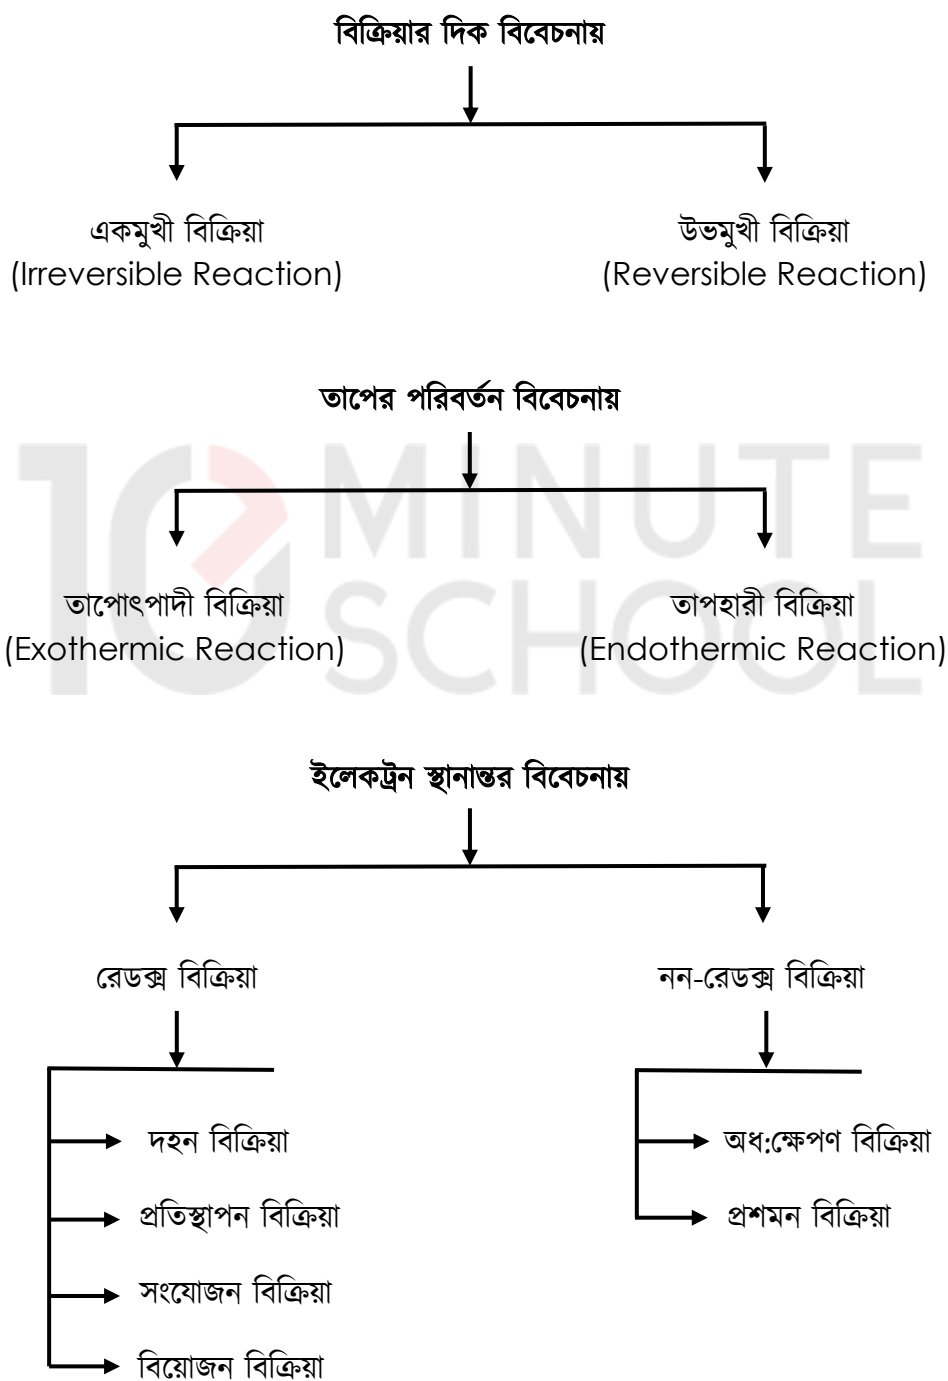 বিক্রিয়ার দিক বিবেচনায়
একমুখী বিক্রিয়া
(Irreversible Reaction)
উভমুখী বিক্রিয়া
(Reversible Reaction)
তাপের পরিবর্তন বিবেচনায়
10 MINUTE SCHOOL
তাপোৎপাদী বিক্রিয়া
(Exothermic Reaction)
তাপহারী বিক্রিয়া
(Endothermic Reaction)
ইলেকট্রন স্থানান্তর বিবেচনায়
রেডক্স বিক্রিয়া
দহন বিক্রিয়া
প্রতিস্থাপন বিক্রিয়া
সংযোজন বিক্রিয়া
বিয়োজন বিক্রিয়া
নন-রেডক্স বিক্রিয়া
অধ:ক্ষেপণ বিক্রিয়া
প্রশমন বিক্রিয়া